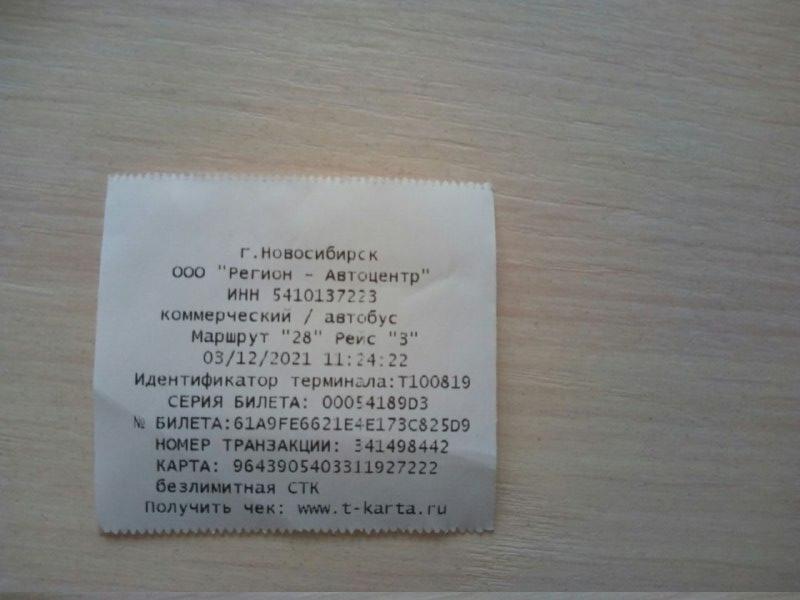 г.Новосибирск
ООО "Регион - Автоцентр"
ИНН 5410137223
коммерческий / автобус
Маршрут "28" Рейс "3"
03/12/2021 11:24:22
Идентификатор терминала:T100819
СЕРИЯ БИЛЕТА: 00054189D3
№ БИЛЕТА:61A9FE6621E4E173C825D9
НОМЕР ТРАНЗАКЦИИ: 341498442
КАРТА: 9643905403311927222
безлимитная СТК
Получить чек: www.t-karta.ru